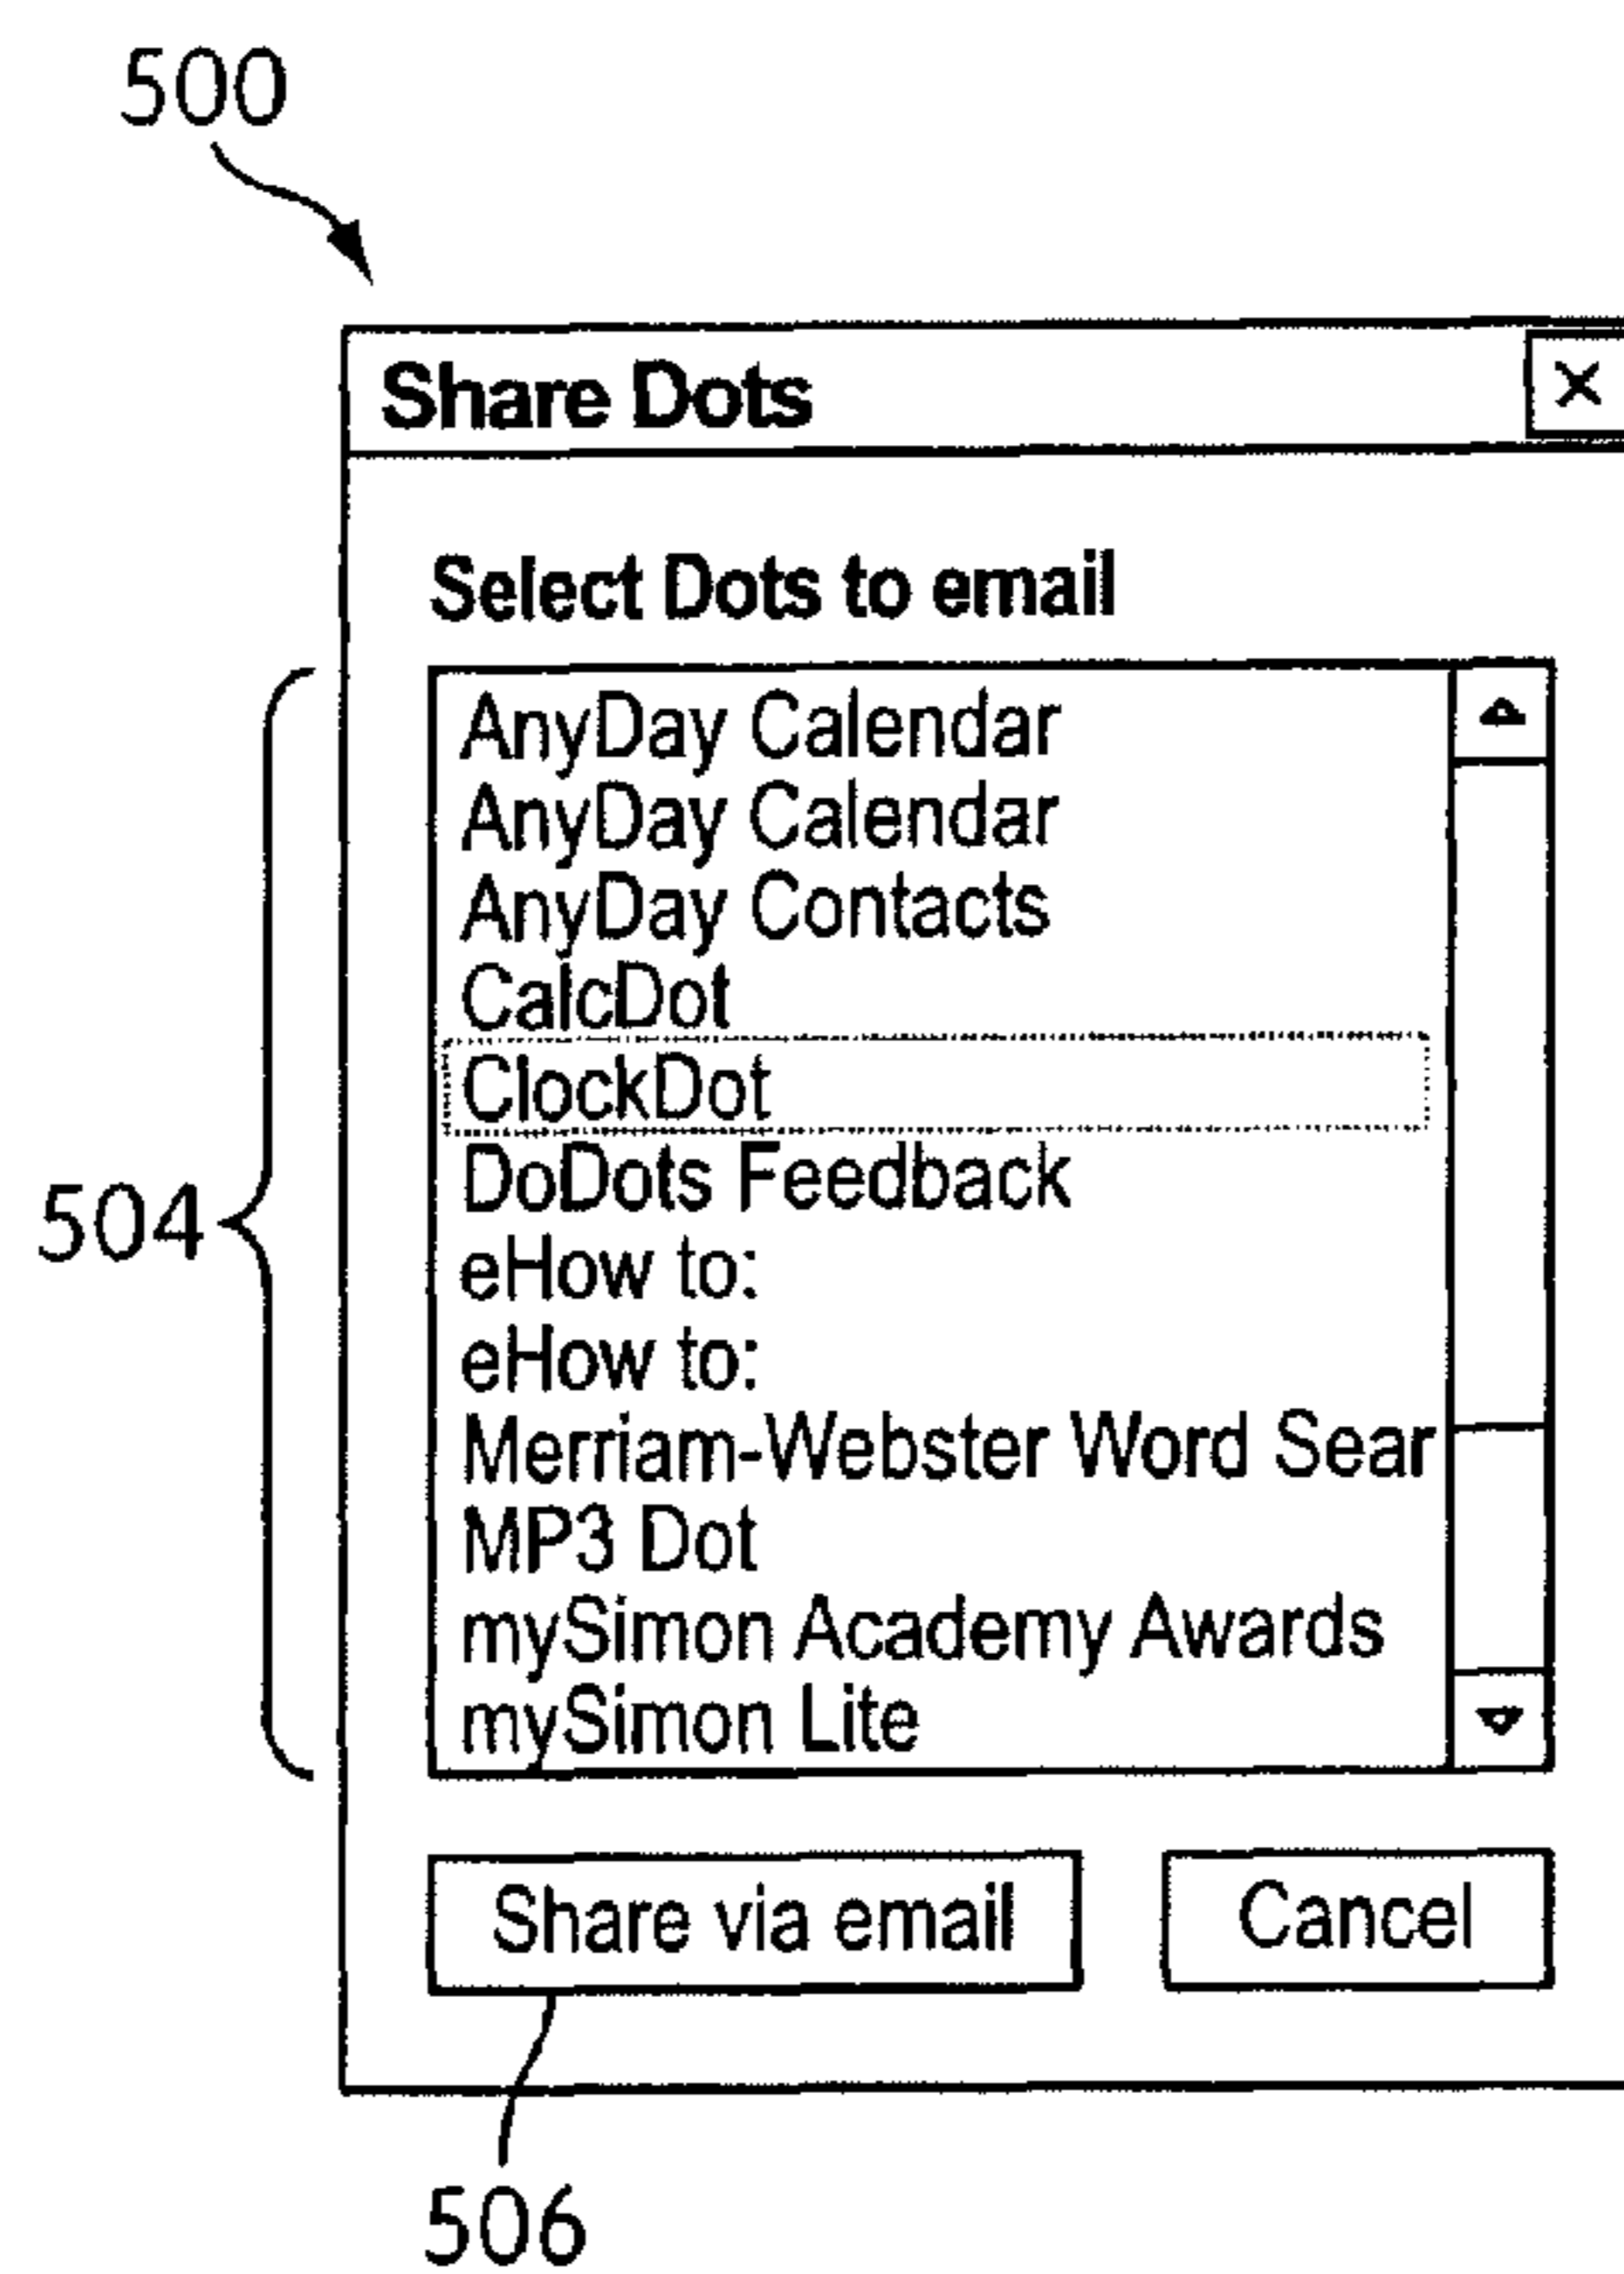 500
Share Dots X
Select Dots to email
AnyDay Calendar
AnyDay Calendar
AnyDay Contacts
CalcDot
ClockDot
DoDots Feedback
504
eHow to:
eHow to:
Merriam-Webster Word Sear
MP3 Dot
mySimon Academy Awards
mySimon Lite
Share via email Cancel
506